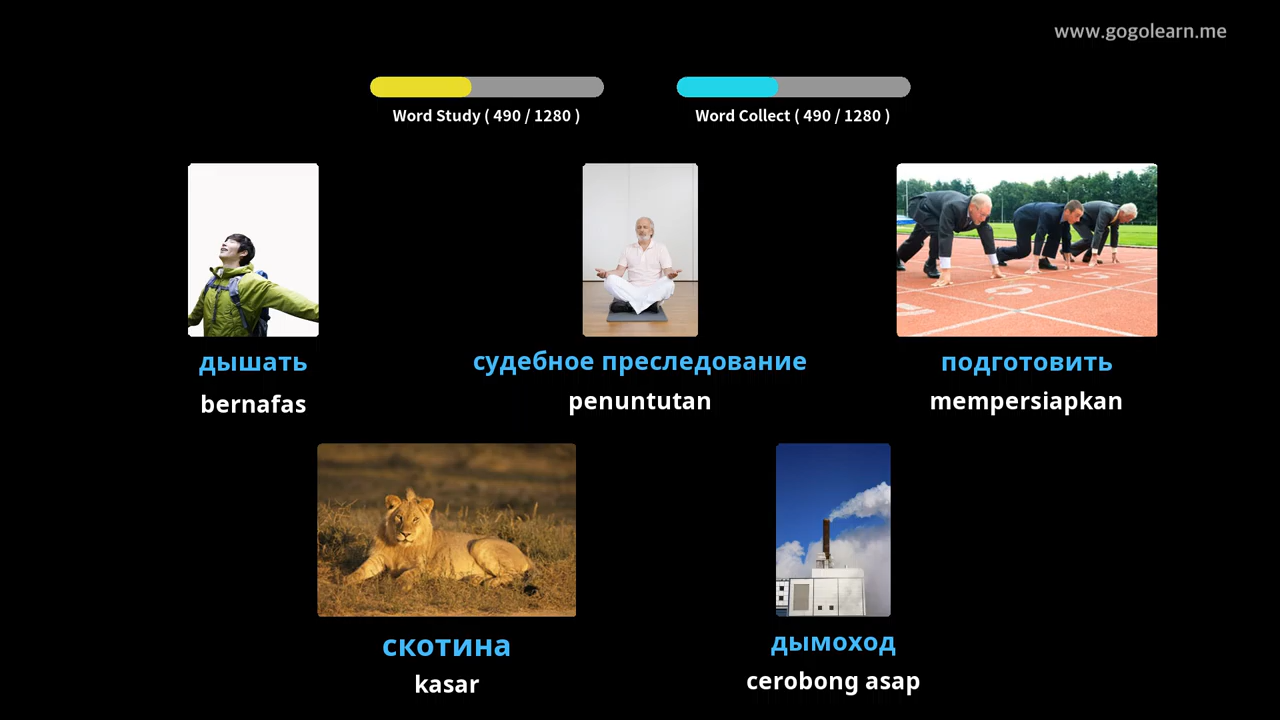 www.gogolearn.me
Word Study ( 490 / 1280 )
Word Collect ( 490 / 1280 )
дышать
bernafas
судебное преследование
penuntutan
подготовить
mempersiapkan
скотина
kasar
дымоход
cerobong asap